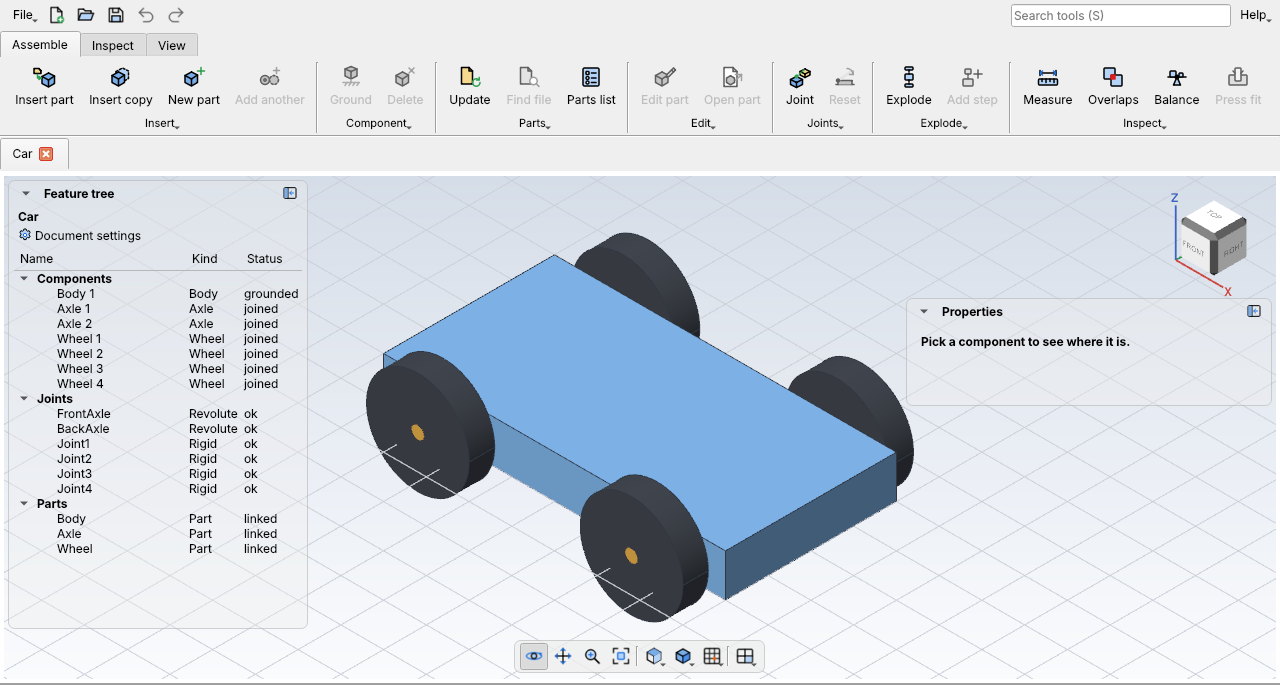 File
Search tools (S)
Help
Assemble
Inspect
View
Insert part
Insert copy
New part
Add another
Ground
Delete
Update
Find file
Parts list
Edit part
Open part
Joint
Reset
Explode
Add step
Measure
Overlaps
Balance
Press fit
Insert
Component
Parts
Edit
Joints
Explode
Inspect
Car
Feature tree
Car
Document settings
Name Kind Status
Components
Body 1 Body grounded
Axle 1 Axle joined
Axle 2 Axle joined
Wheel 1 Wheel joined
Wheel 2 Wheel joined
Wheel 3 Wheel joined
Wheel 4 Wheel joined
Joints
FrontAxle Revolute ok
BackAxle Revolute ok
Joint1 Rigid ok
Joint2 Rigid ok
Joint3 Rigid ok
Joint4 Rigid ok
Parts
Body Part linked
Axle Part linked
Wheel Part linked
Z
TOP
FRONT
RIGHT
X
Properties
Pick a component to see where it is.